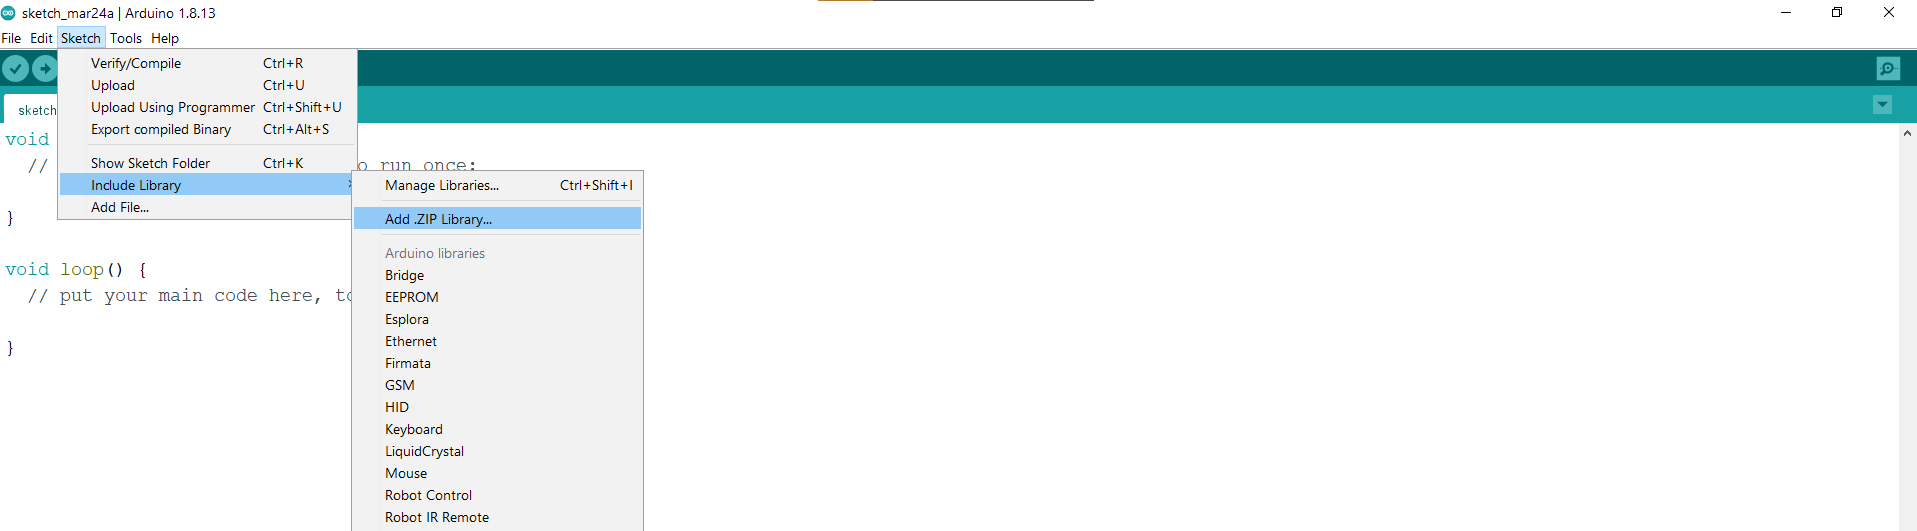 sketch_mar24a | Arduino 1.8.13
File Edit Sketch Tools Help
Verify/Compile Ctrl+R
Upload Ctrl+U
Upload Using Programmer Ctrl+Shift+U
Export compiled Binary Ctrl+Alt+S
Show Sketch Folder Ctrl+K
Include Library
Add File...
sketch
void
// o run once:
}
void loop() {
// put your main code here, to
}
Manage Libraries... Ctrl+Shift+I
Add .ZIP Library...
Arduino libraries
Bridge
EEPROM
Esplora
Ethernet
Firmata
GSM
HID
Keyboard
LiquidCrystal
Mouse
Robot Control
Robot IR Remote